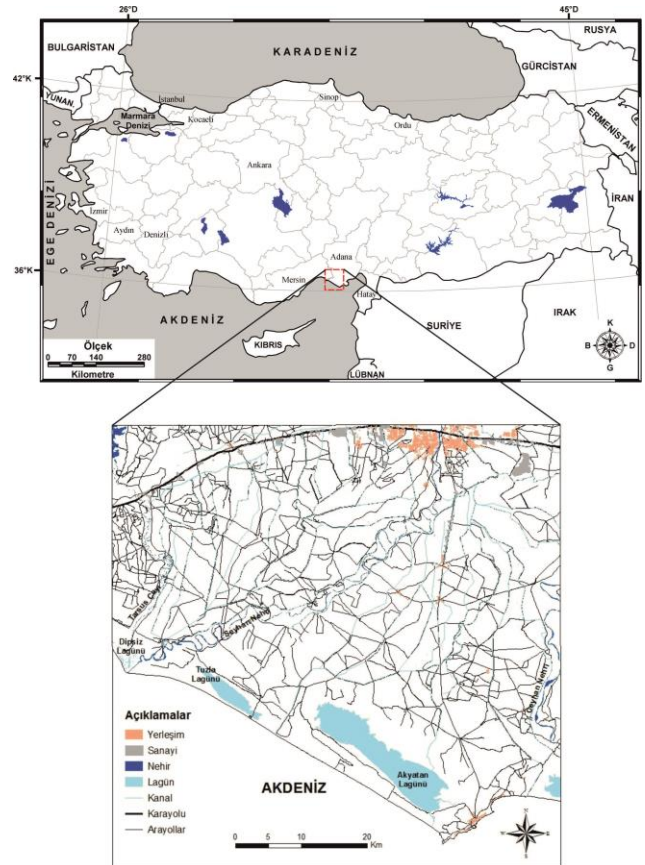 26°D
45°D
BULGARİSTAN
KARADENİZ
RUSYA
GÜRCİSTAN
42°K
YUNAN.
İstanbul
Sinop
Marmara
Denizi
Kocaeli
Ordu
ERMENİSTAN
Ankara
EGE DENİZİ
İRAN
İzmir
Aydın
Denizli
Adana
36°K
Mersin
Hatay
AKDENİZ
SURİYE
IRAK
KIBRIS
LÜBNAN
Ölçek
0 70 140 280
Kilometre
K
B D
G
Tarsus Çayı
Seyhan Nehri
Dipsiz
Lagünü
Tuzla
Lagünü
Ceyhan Nehri
Akyatan
Lagünü
AKDENİZ
Açıklamalar
Yerleşim
Sanayi
Nehir
Lagün
Kanal
Karayolu
Arayollar
0 5 10 20
Km
N
W E
S